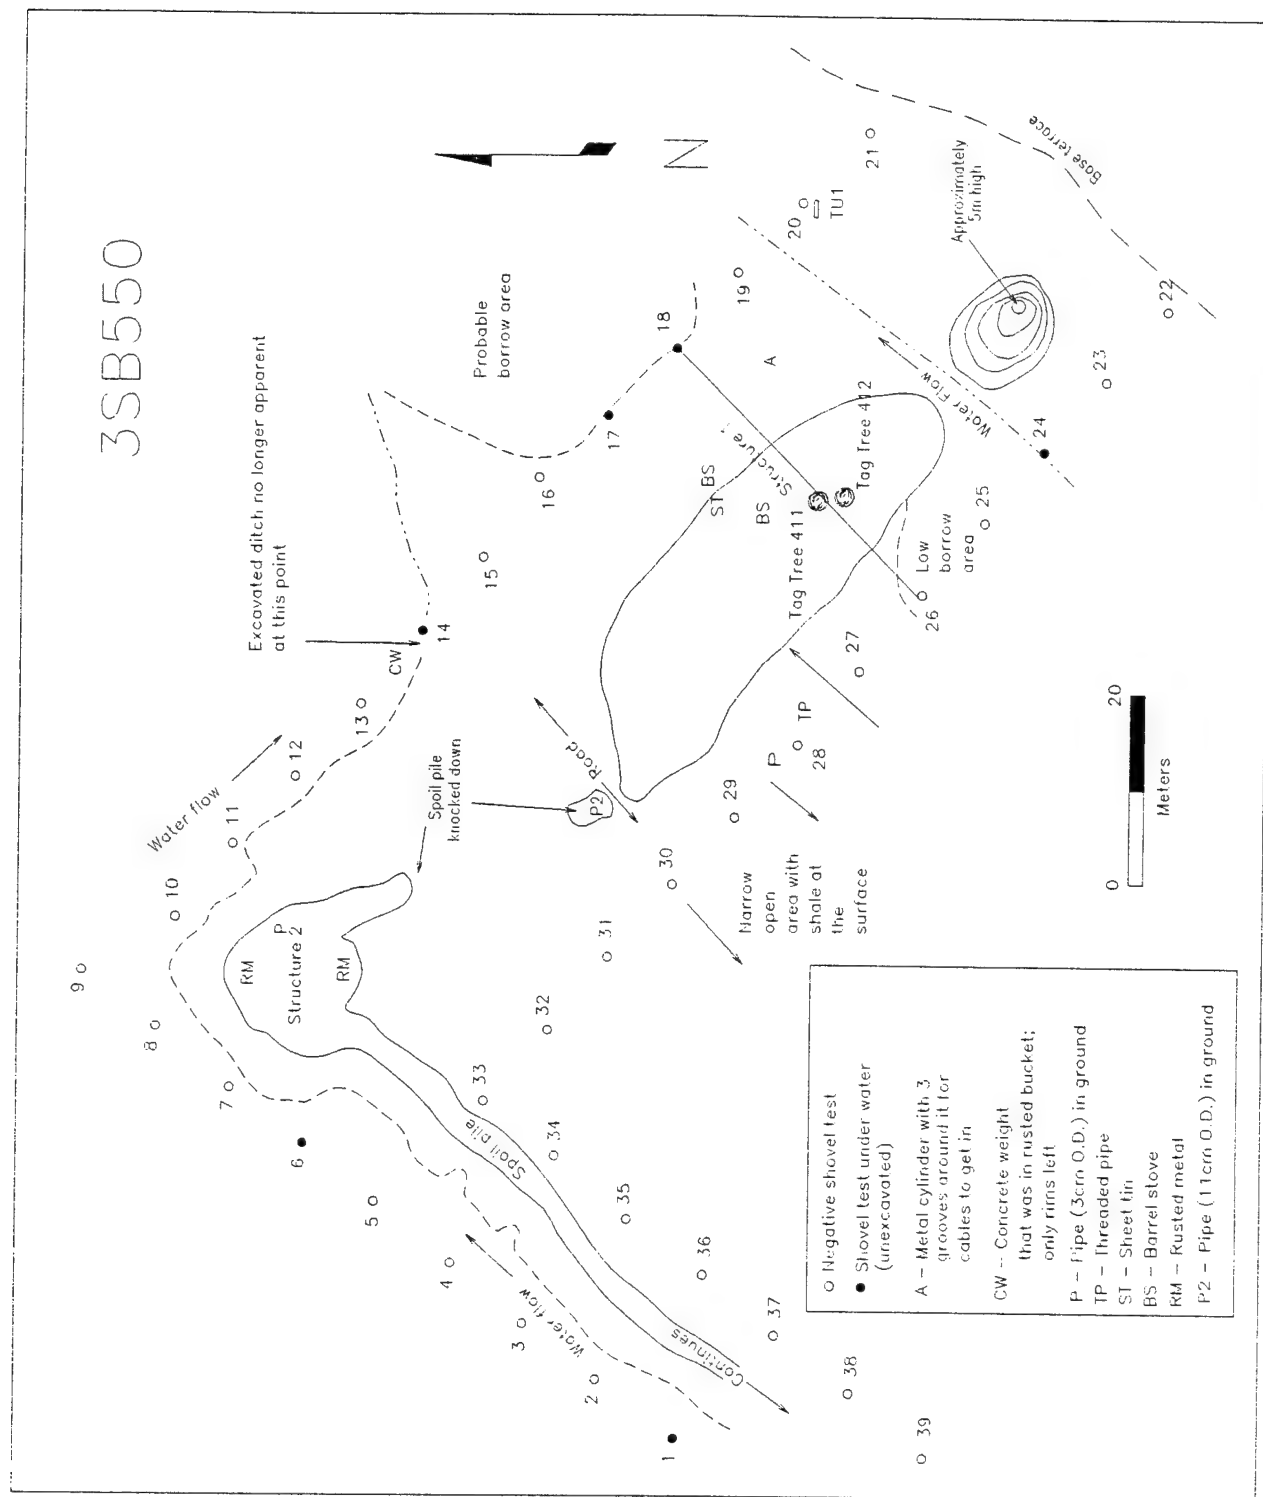 3SB550
Excavated ditch no longer apparent
at this point
Probable
borrow area
N
Water flow
Spoil pile
knocked down
Road
Structure 1
Structure 2
Spoil pile
Continues
Water flow
Water Flow
Approximately
5m high
Base terrace
Low
borrow
area
Tag Tree 411
Tag Tree 412
Narrow
open
area with
shale at
the
surface
TU1
CW
A
ST
BS
BS
TP
P
P
P2
RM
RM
1
2
3
4
5
6
7
8
9
10
11
12
13
14
15
16
17
18
19
20
21
22
23
24
25
26
27
28
29
30
31
32
33
34
35
36
37
38
39
0
20
Meters
Negative shovel test
Shovel test under water
(unexcavated)
A – Metal cylinder with 3
grooves around it for
cables to get in
CW -- Concrete weight
that was in rusted bucket;
only rims left
P – Pipe (3cm O.D.) in ground
TP – Threaded pipe
ST – Sheet tin
BS – Barrel stove
RM – Rusted metal
P2 – Pipe (11cm O.D.) in ground